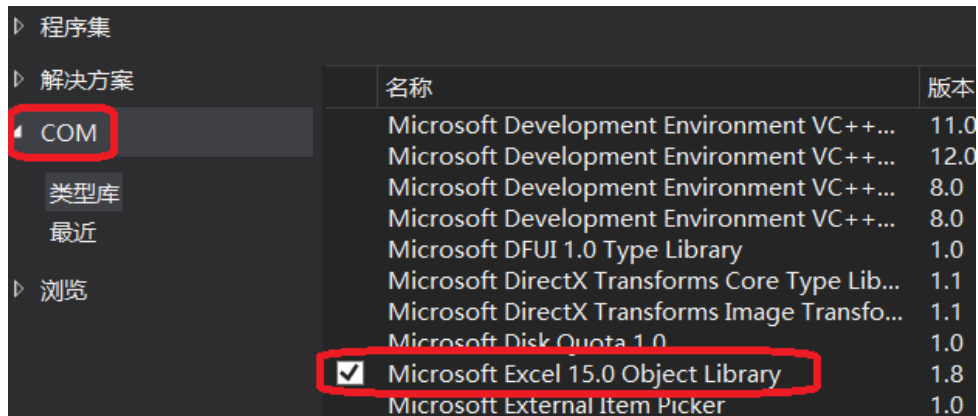 程序集
解决方案
COM
类型库
最近
浏览
名称 版本
Microsoft Development Environment VC++... 11.0
Microsoft Development Environment VC++... 12.0
Microsoft Development Environment VC++... 8.0
Microsoft Development Environment VC++... 8.0
Microsoft DFUI 1.0 Type Library 1.0
Microsoft DirectX Transforms Core Type Lib... 1.1
Microsoft DirectX Transforms Image Transfo... 1.1
Microsoft Disk Quota 1.0 1.0
Microsoft Excel 15.0 Object Library 1.8
Microsoft External Item Picker 1.0